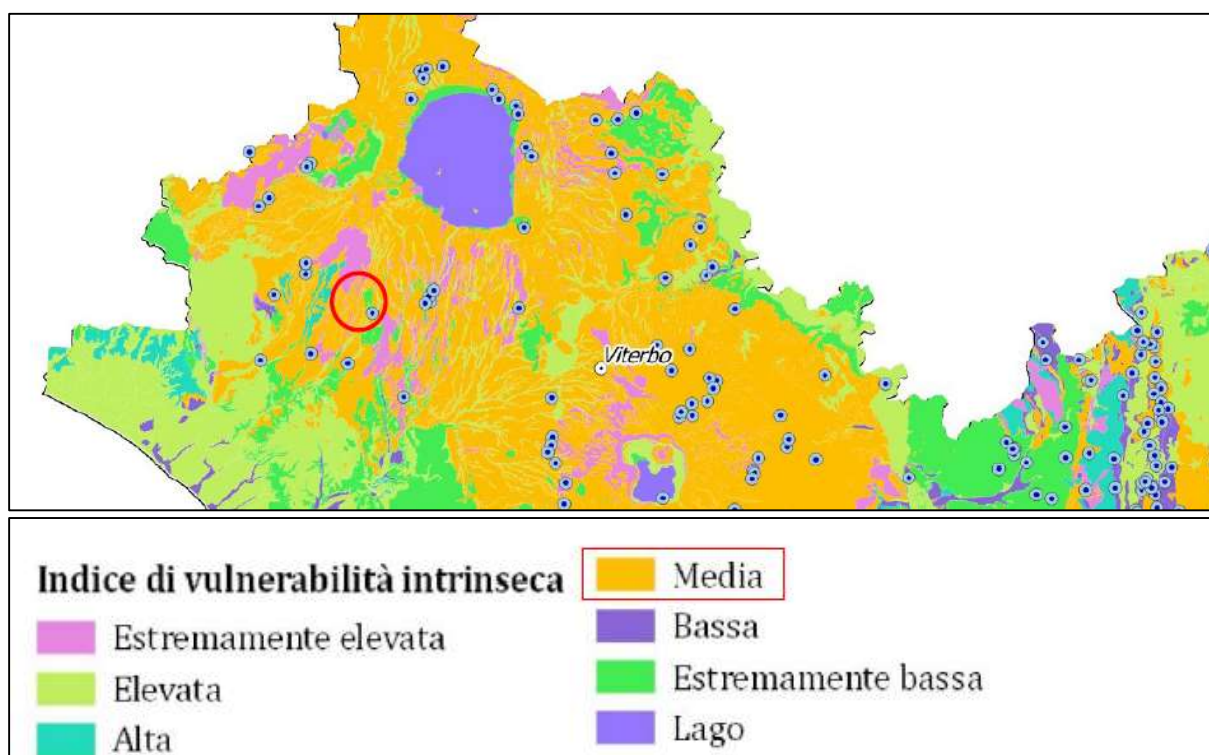 Viterbo
Indice di vulnerabilità intrinseca
Estremamente elevata
Elevata
Alta
Media
Bassa
Estremamente bassa
Lago